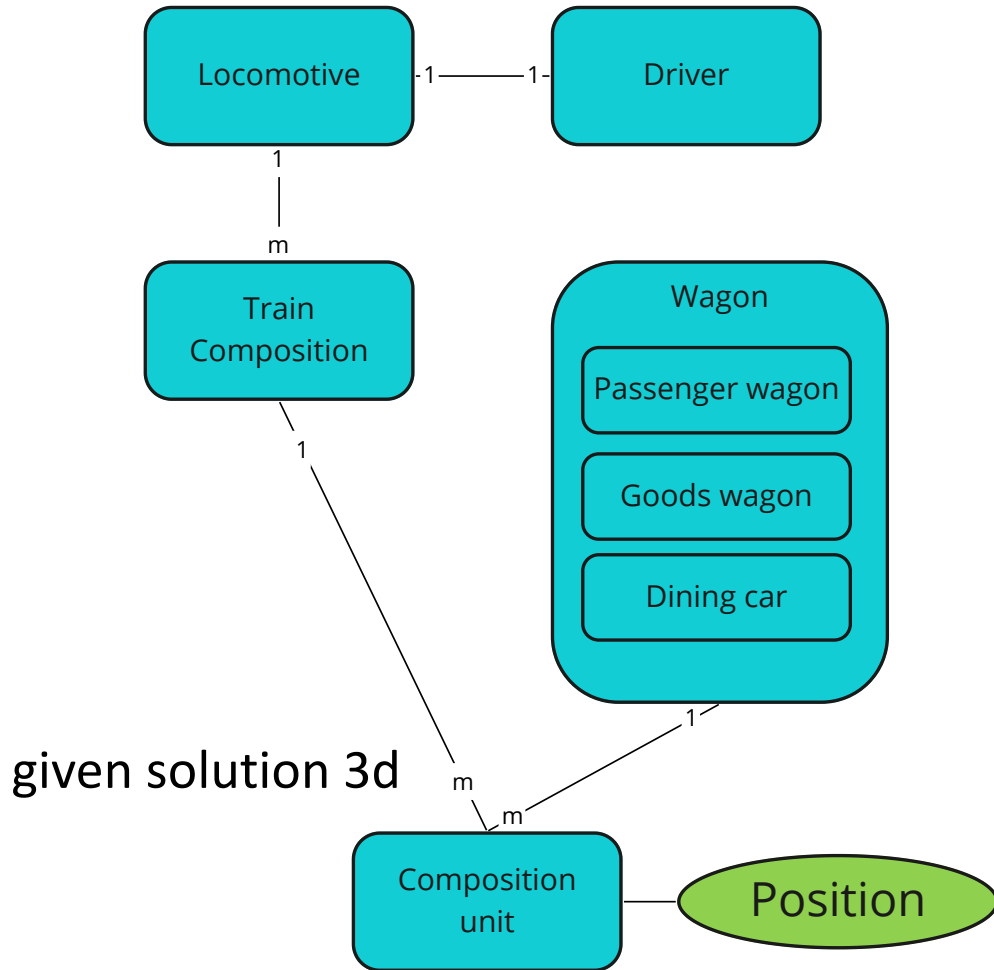 Locomotive
1
1
Driver
1
m
Train
Composition
Wagon
Passenger wagon
Goods wagon
Dining car
1
1
given solution 3d
m
m
Composition
unit
Position